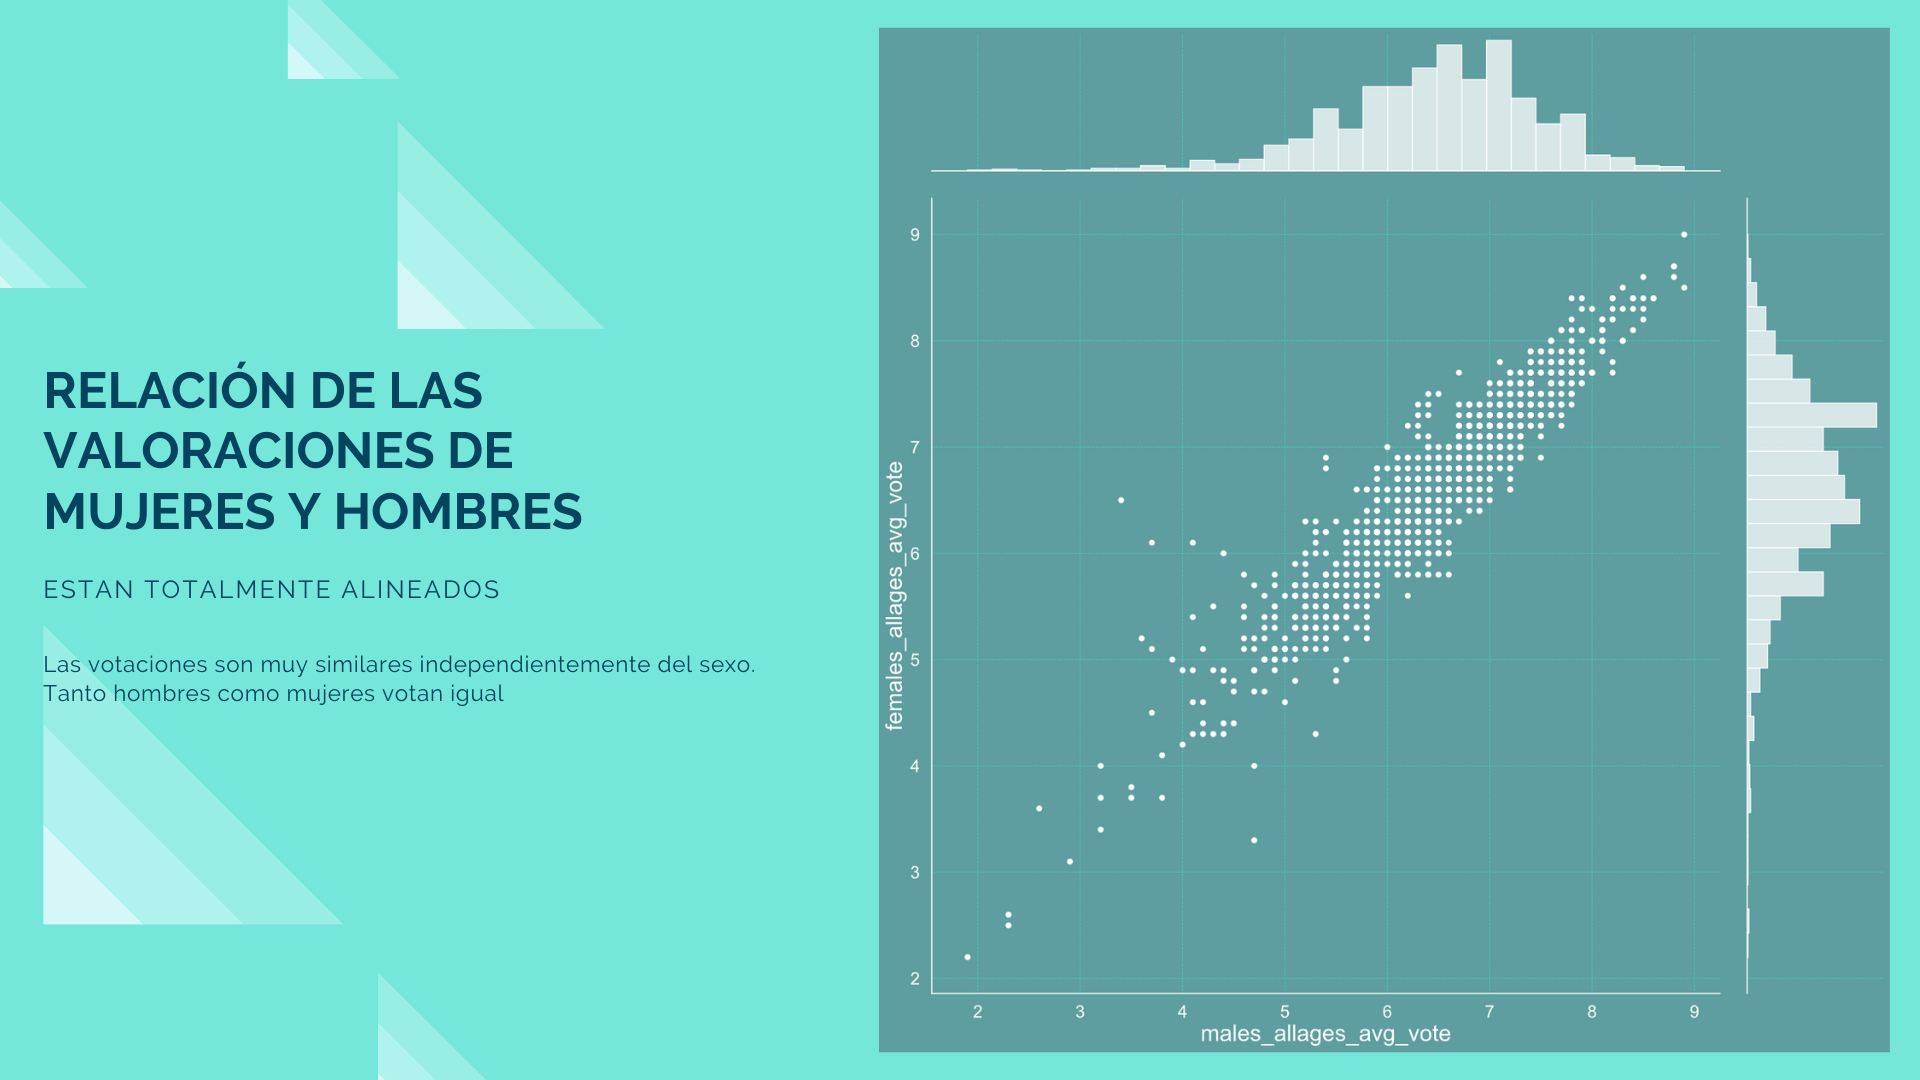 RELACIÓN DE LAS
VALORACIONES DE
MUJERES Y HOMBRES
ESTAN TOTALMENTE ALINEADOS
Las votaciones son muy similares independientemente del sexo.
Tanto hombres como mujeres votan igual
females_allages_avg_vote
9
8
7
6
5
4
3
2
2 3 4 5 6 7 8 9
males_allages_avg_vote